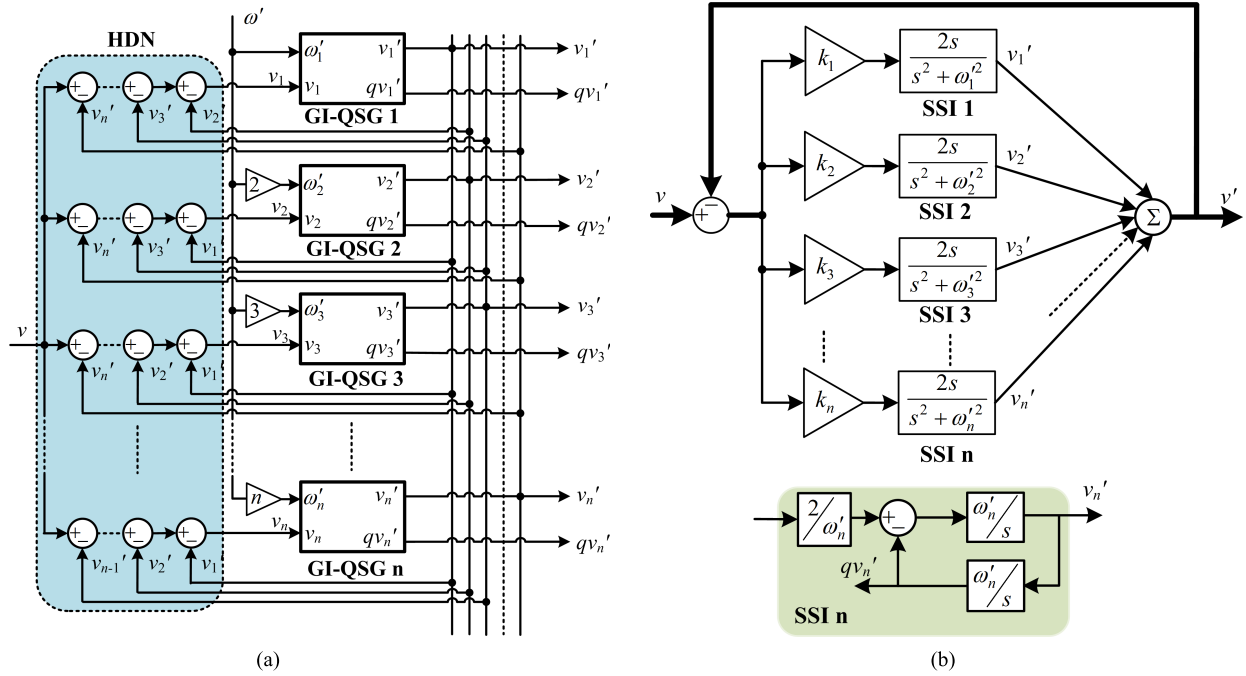 ω′
HDN
ω₁′
v₁′
v₁′
v₁
v₁
qv₁′
qv₁′
+
−
+
−
+
−
vₙ′
v₃′
v₂
GI-QSG 1
2
ω₂′
v₂′
v₂′
v₂
v₂
qv₂′
qv₂′
+
−
+
−
+
−
vₙ′
v₃′
v₁′
GI-QSG 2
3
ω₃′
v₃′
v₃′
v
v₃
v₃
qv₃′
qv₃′
+
−
+
−
+
−
vₙ′
v₂′
v₁′
GI-QSG 3
n
ωₙ′
vₙ′
vₙ′
vₙ
vₙ
qvₙ′
qvₙ′
+
−
+
−
+
−
vₙ₋₁′
v₂′
v₁′
GI-QSG n
(a)
k₁
2s
s² + ω₁′²
v₁′
SSI 1
k₂
2s
s² + ω₂′²
v₂′
SSI 2
v
+
−
Σ
v′
k₃
2s
s² + ω₃′²
v₃′
SSI 3
kₙ
2s
s² + ωₙ′²
vₙ′
SSI n
2/ωₙ′
+
−
ωₙ′/s
vₙ′
qvₙ′
ωₙ′/s
SSI n
(b)